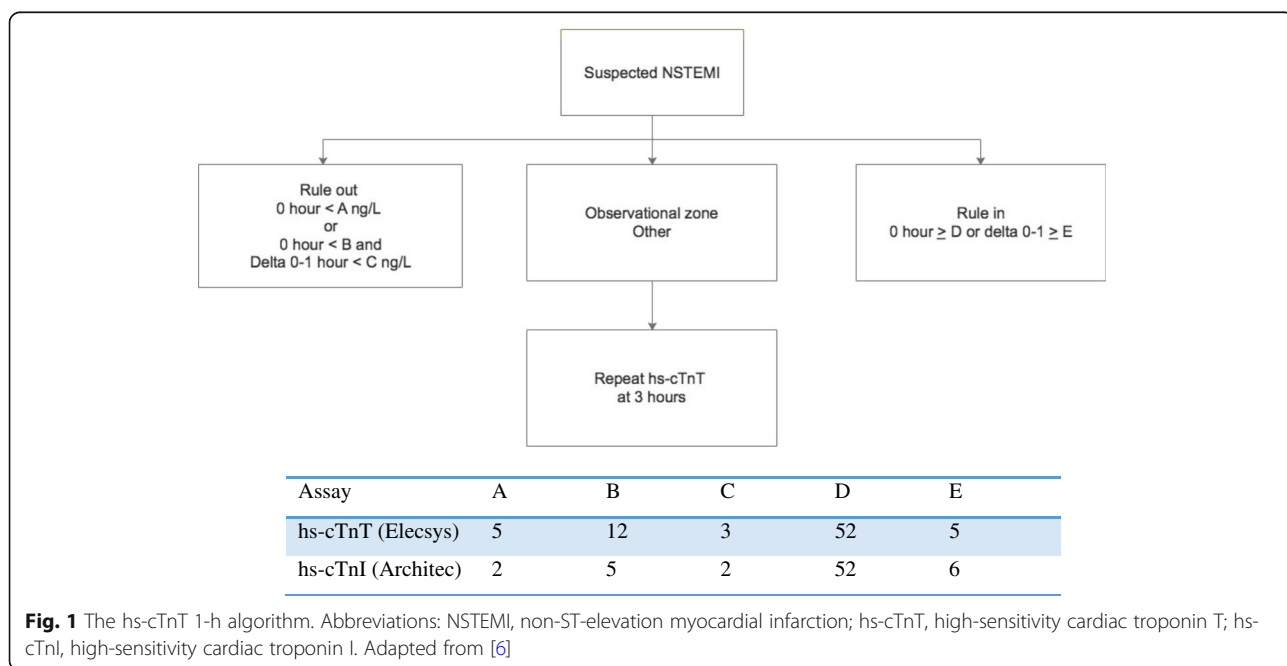 Suspected NSTEMI
Rule out
0 hour < A ng/L
or
0 hour < B and
Delta 0-1 hour < C ng/L
Observational zone
Other
Rule in
0 hour ≥ D or delta 0-1 ≥ E
Repeat hs-cTnT
at 3 hours
Assay A B C D E
hs-cTnT (Elecsys) 5 12 3 52 5
hs-cTnI (Architec) 2 5 2 52 6
Fig. 1 The hs-cTnT 1-h algorithm. Abbreviations: NSTEMI, non-ST-elevation myocardial infarction; hs-cTnT, high-sensitivity cardiac troponin T; hs-
cTnI, high-sensitivity cardiac troponin I. Adapted from [6]